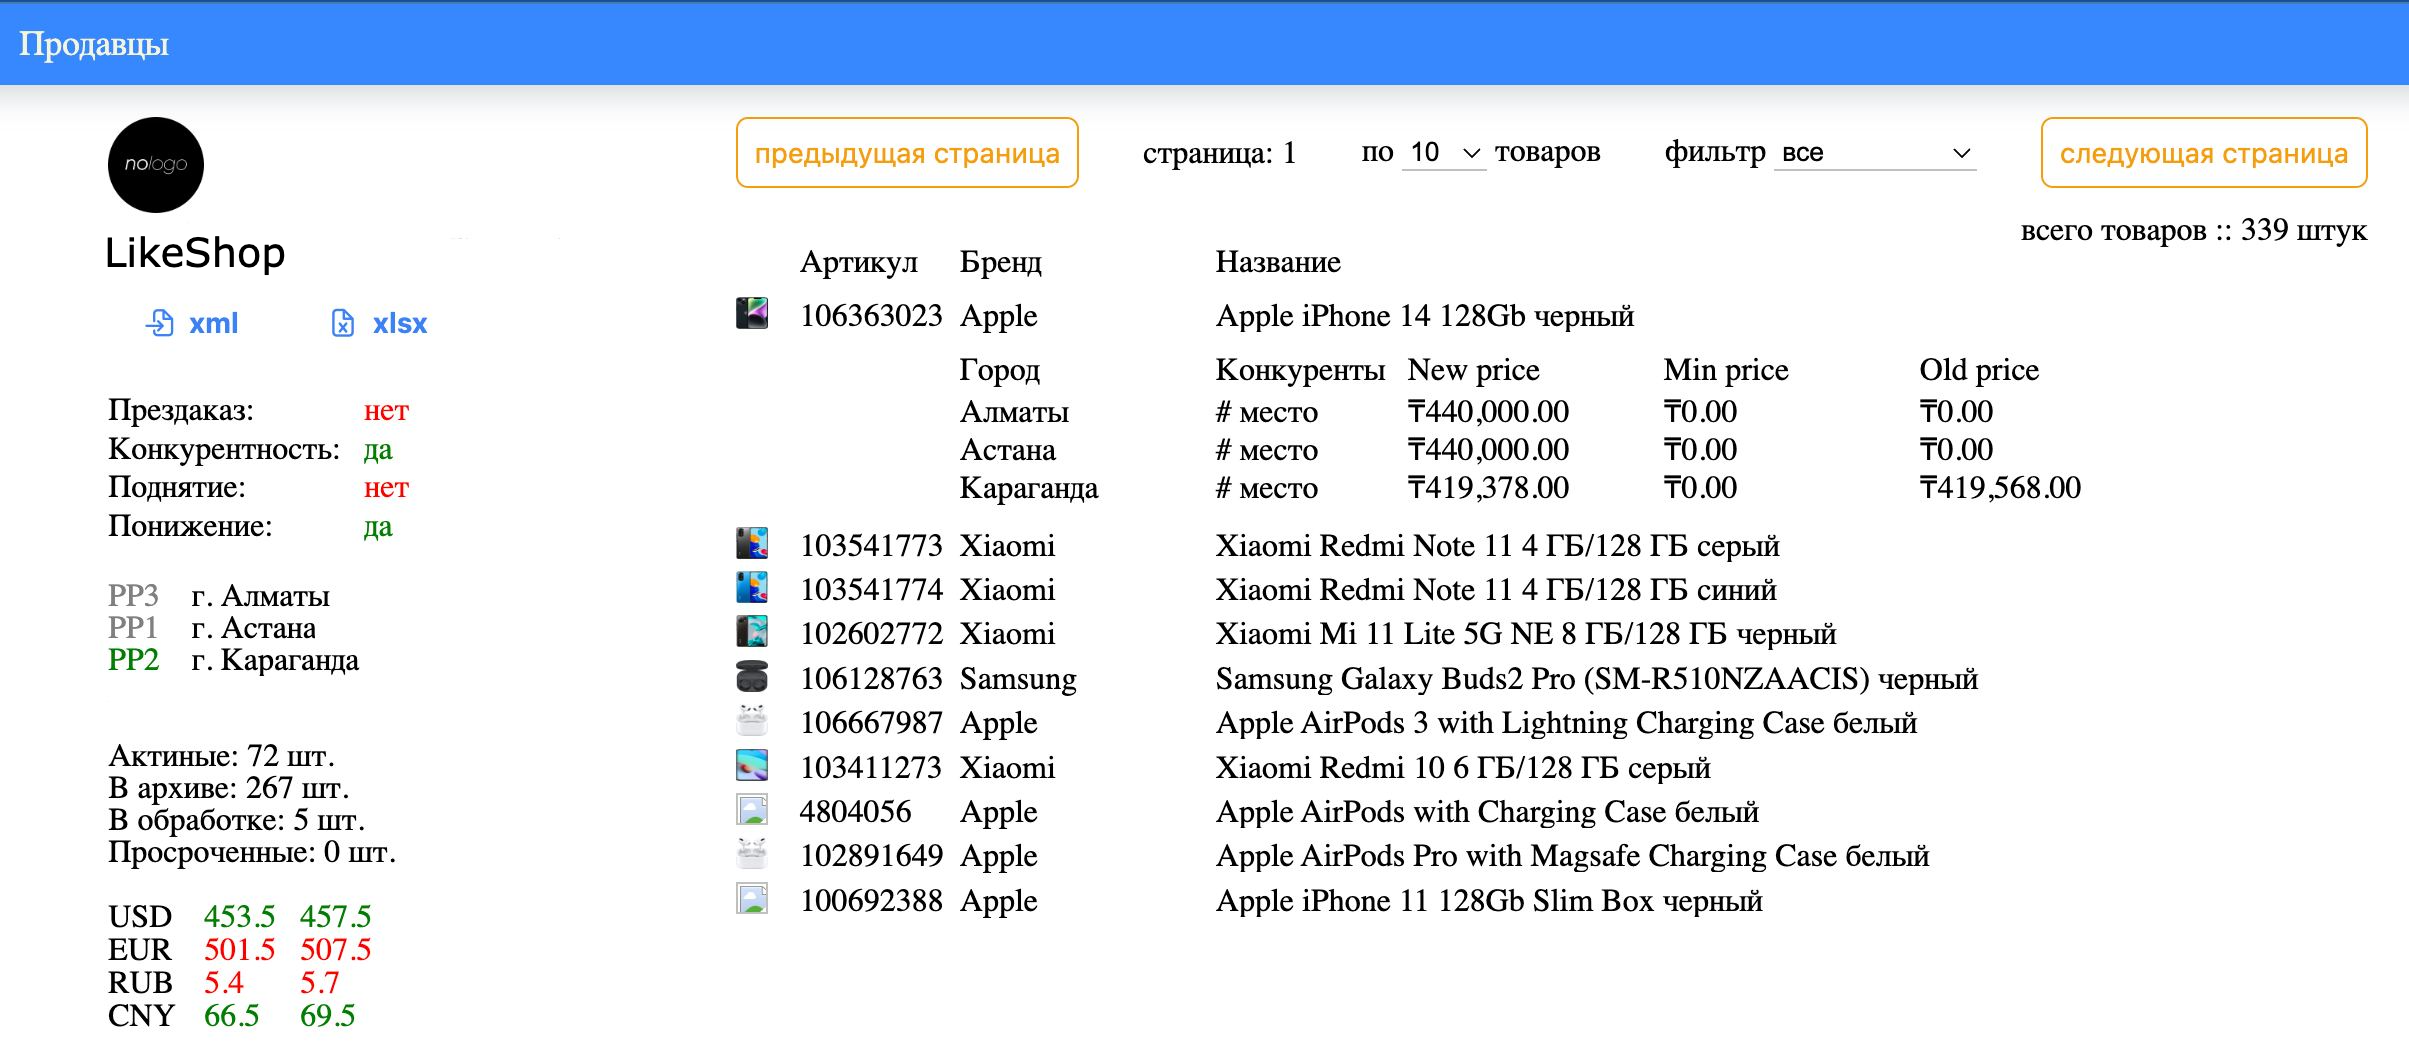 Продавцы
nologo
LikeShop
xml xlsx
Прездаказ: нет
Конкурентность: да
Поднятие: нет
Понижение: да
PP3 г. Алматы
PP1 г. Астана
PP2 г. Караганда
Актиные: 72 шт.
В архиве: 267 шт.
В обработке: 5 шт.
Просроченные: 0 шт.
USD 453.5 457.5
EUR 501.5 507.5
RUB 5.4 5.7
CNY 66.5 69.5
предыдущая страница страница: 1 по 10 товаров фильтр все следующая страница
всего товаров :: 339 штук
Артикул Бренд Название
106363023 Apple Apple iPhone 14 128Gb черный
Город Конкуренты New price Min price Old price
Алматы # место ₸440,000.00 ₸0.00 ₸0.00
Астана # место ₸440,000.00 ₸0.00 ₸0.00
Караганда # место ₸419,378.00 ₸0.00 ₸419,568.00
103541773 Xiaomi Xiaomi Redmi Note 11 4 ГБ/128 ГБ серый
103541774 Xiaomi Xiaomi Redmi Note 11 4 ГБ/128 ГБ синий
102602772 Xiaomi Xiaomi Mi 11 Lite 5G NE 8 ГБ/128 ГБ черный
106128763 Samsung Samsung Galaxy Buds2 Pro (SM-R510NZAACIS) черный
106667987 Apple Apple AirPods 3 with Lightning Charging Case белый
103411273 Xiaomi Xiaomi Redmi 10 6 ГБ/128 ГБ серый
4804056 Apple Apple AirPods with Charging Case белый
102891649 Apple Apple AirPods Pro with Magsafe Charging Case белый
100692388 Apple Apple iPhone 11 128Gb Slim Box черный